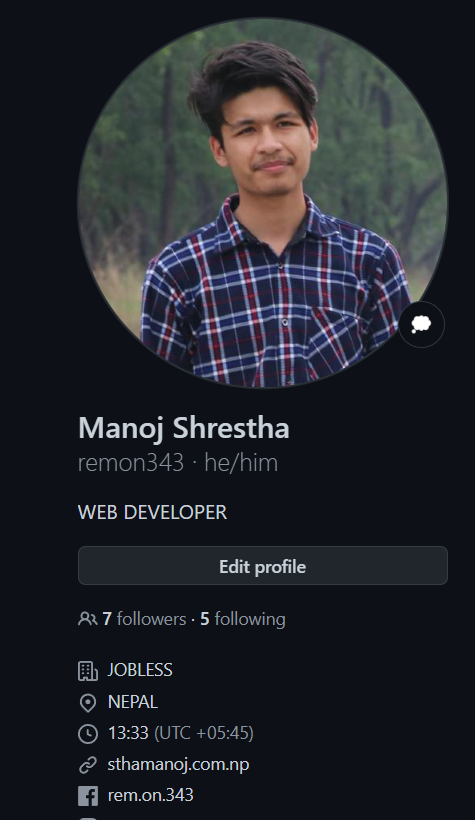 Manoj Shrestha
remon343 · he/him
WEB DEVELOPER
Edit profile
7 followers · 5 following
JOBLESS
NEPAL
13:33 (UTC +05:45)
sthamanoj.com.np
rem.on.343